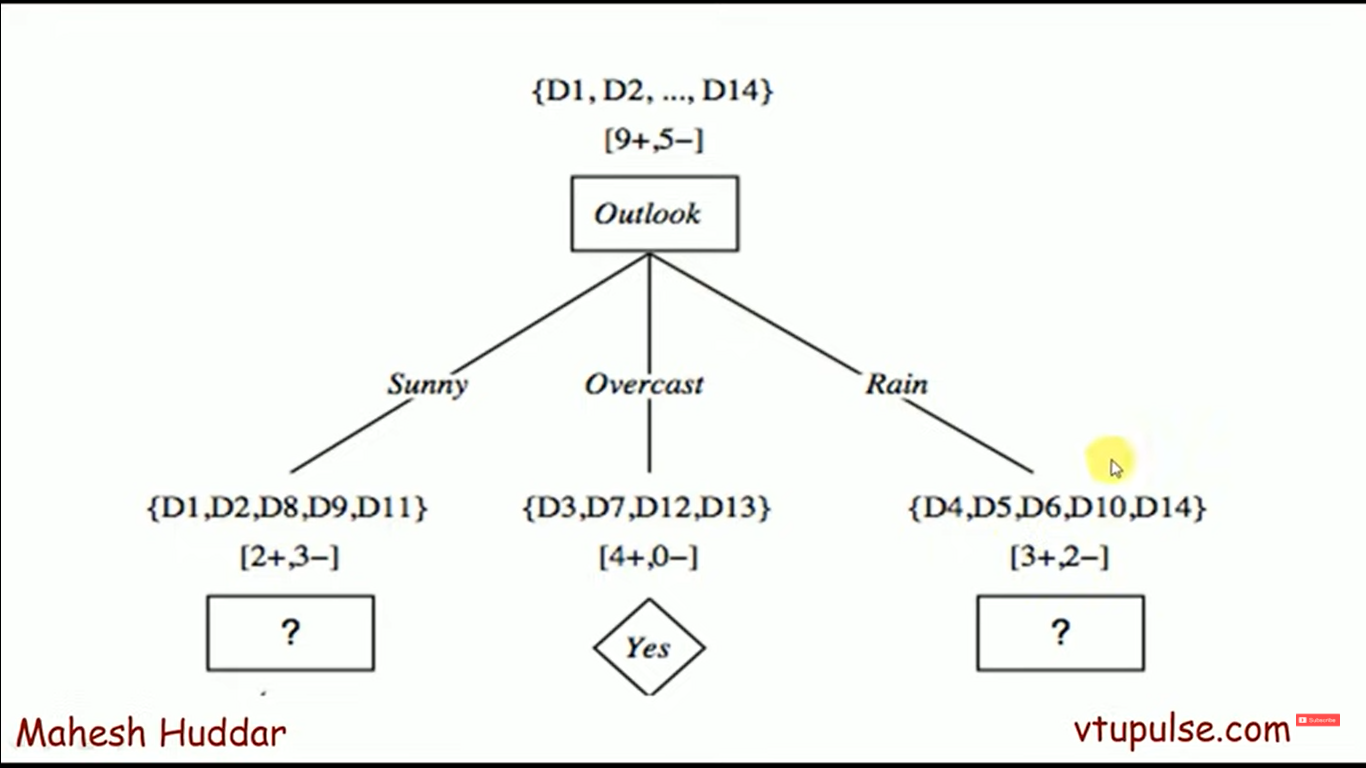 {D1, D2, ..., D14}
[9+,5−]
Outlook
Sunny
Overcast
Rain
{D1,D2,D8,D9,D11}
{D3,D7,D12,D13}
{D4,D5,D6,D10,D14}
[2+,3−]
[4+,0−]
[3+,2−]
?
Yes
?
Mahesh Huddar
vtupulse.com
Subscribe